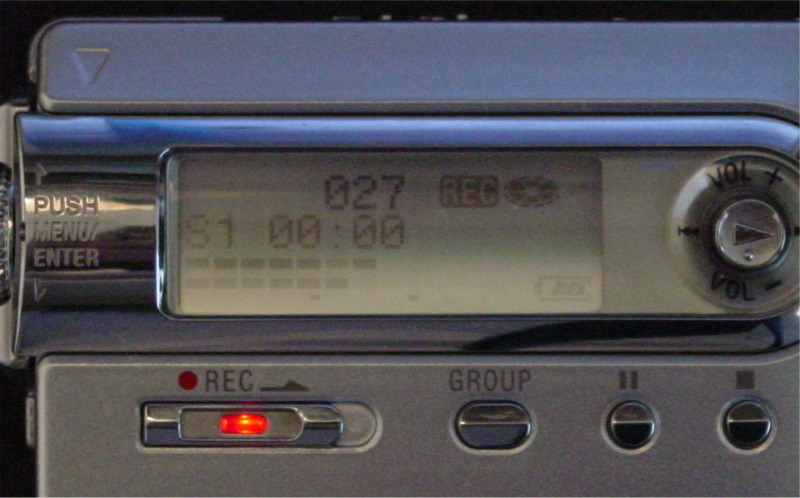 027 REC
S1 00:00
PUSH
MENU/
ENTER
VOL +
VOL -
REC
GROUP